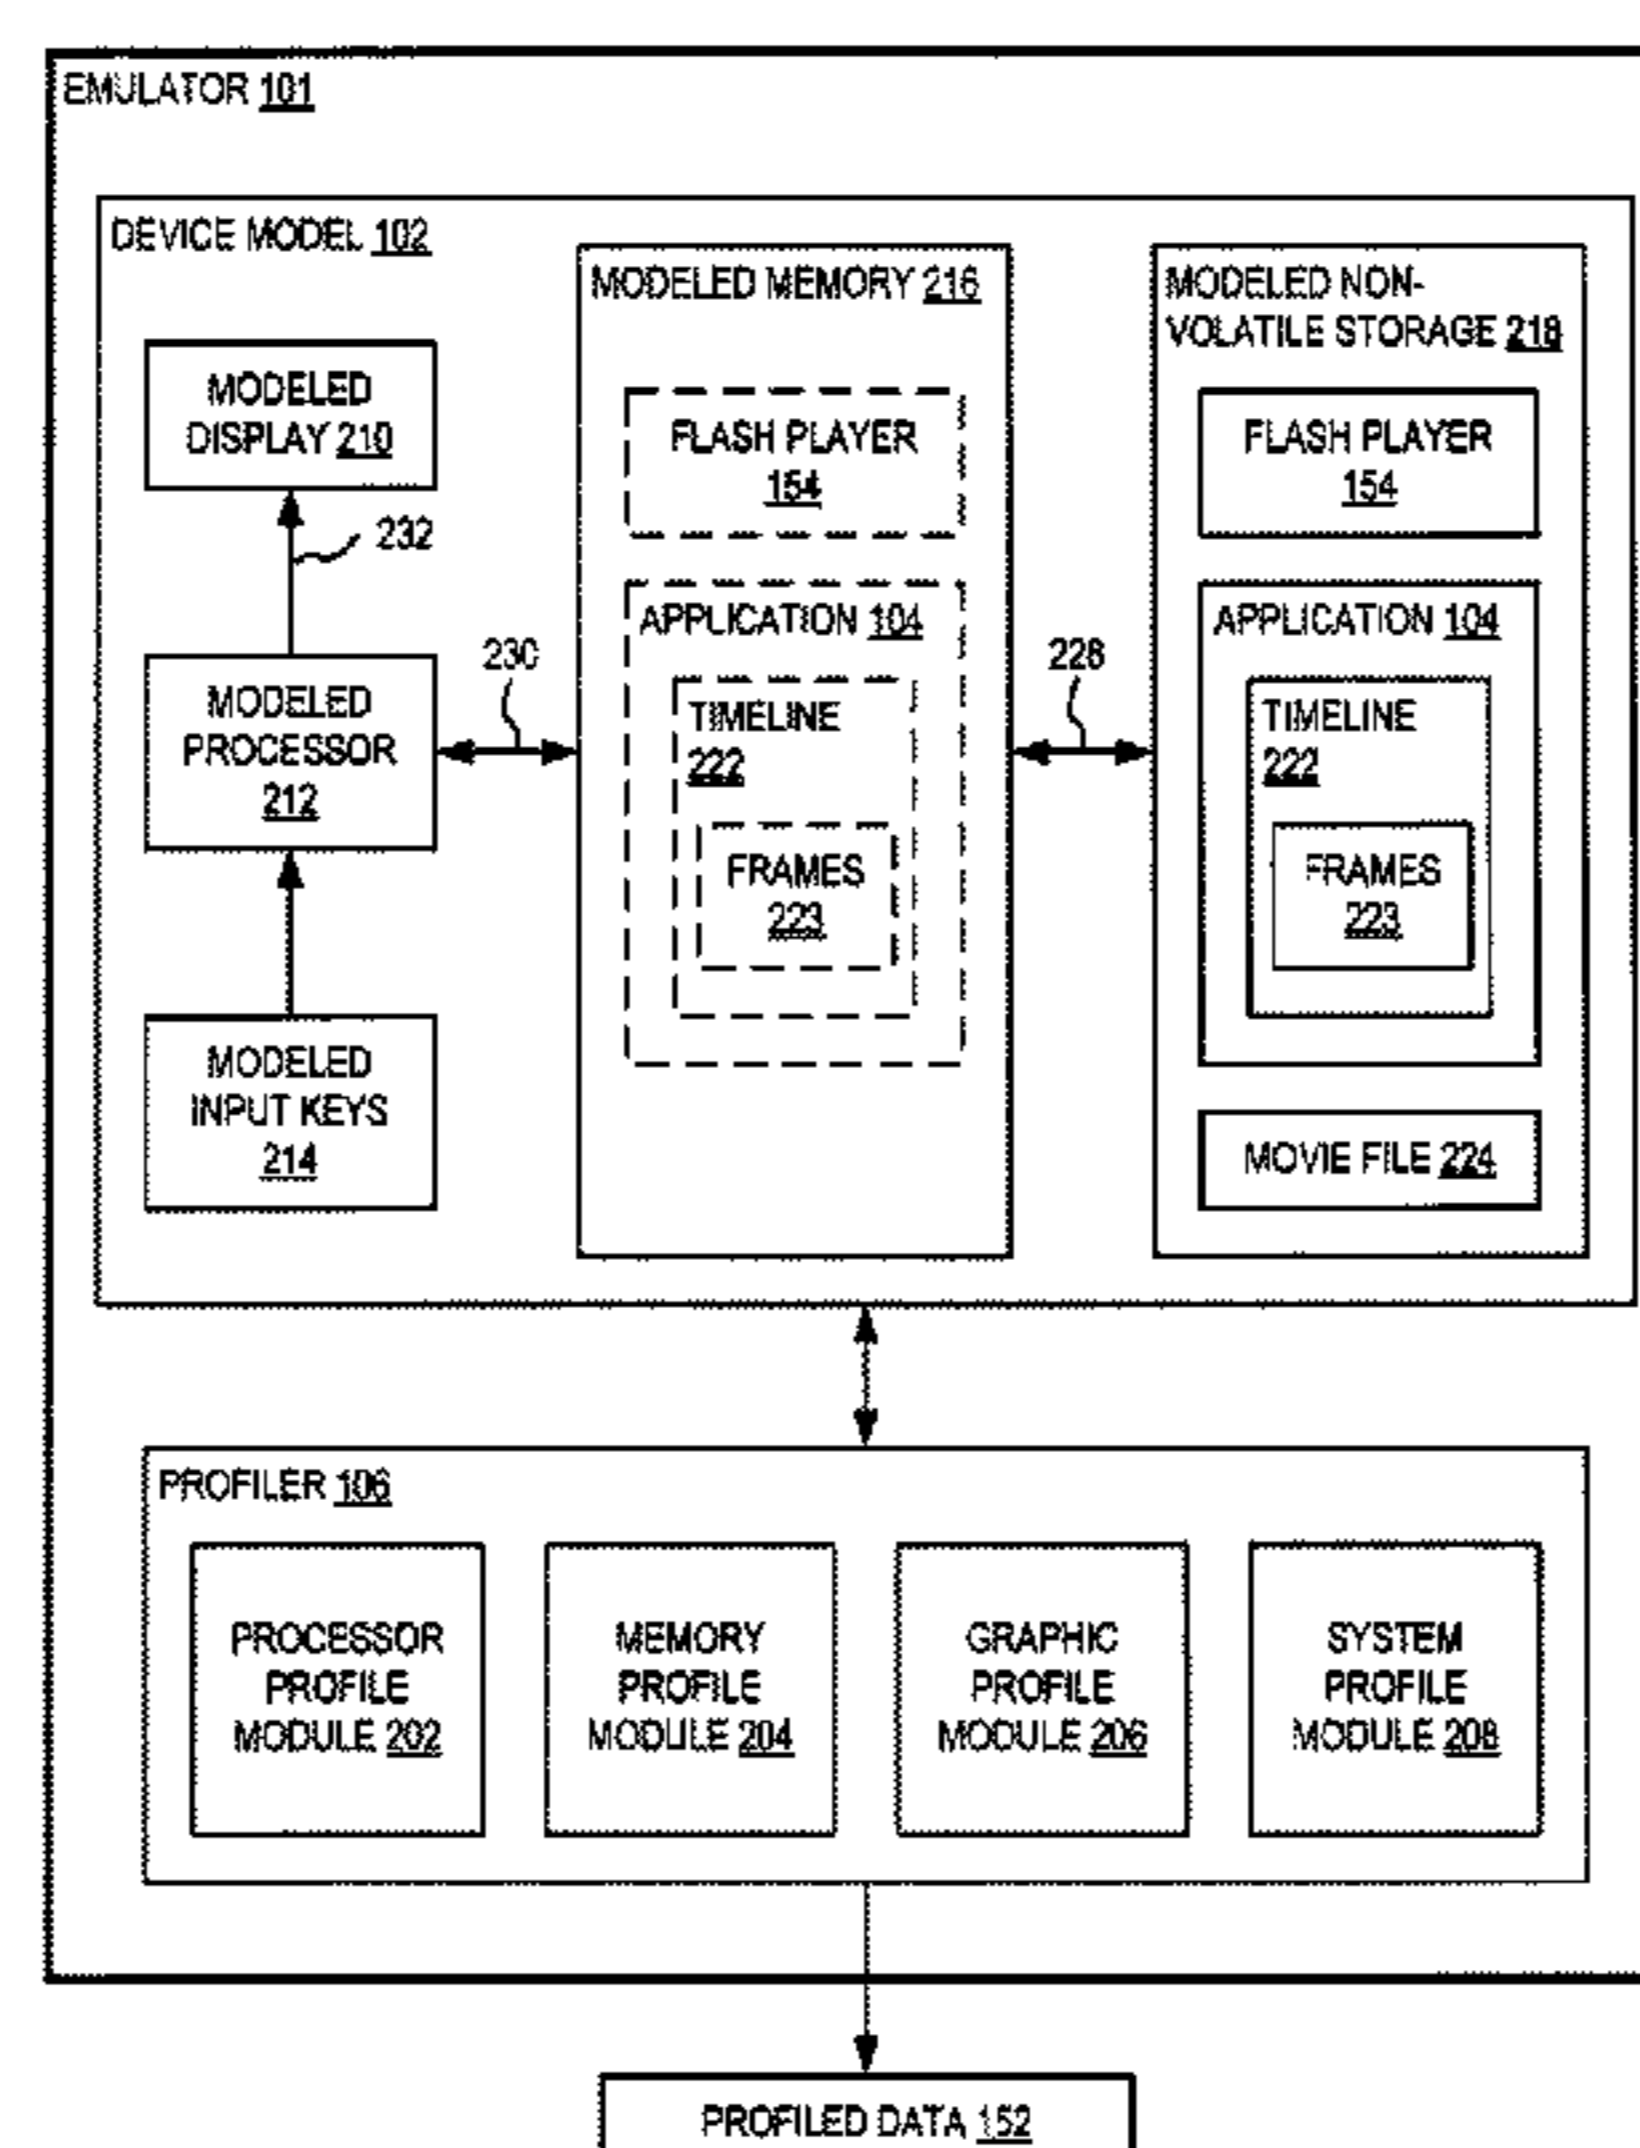 EMULATOR 101
DEVICE MODEL 102
MODELED
DISPLAY 210
232
MODELED
PROCESSOR
212
230
MODELED
INPUT KEYS
214
MODELED MEMORY 216
FLASH PLAYER
154
APPLICATION 104
TIMELINE
222
FRAMES
223
228
MODELED NON-
VOLATILE STORAGE 218
FLASH PLAYER
154
APPLICATION 104
TIMELINE
222
FRAMES
223
MOVIE FILE 224
PROFILER 106
PROCESSOR
PROFILE
MODULE 202
MEMORY
PROFILE
MODULE 204
GRAPHIC
PROFILE
MODULE 206
SYSTEM
PROFILE
MODULE 208
PROFILED DATA 152